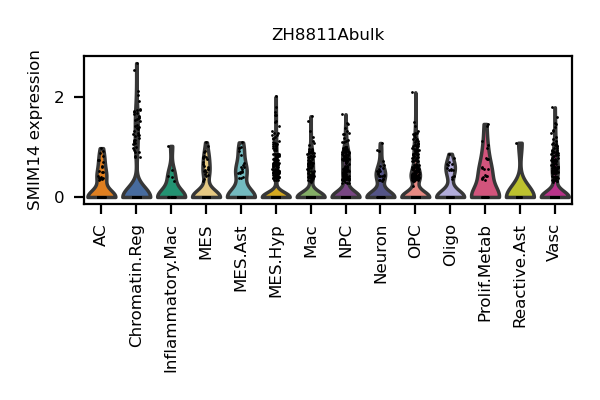 ZH8811Abulk
SMIM14 expression
2
0
AC
Chromatin.Reg
Inflammatory.Mac
MES
MES.Ast
MES.Hyp
Mac
NPC
Neuron
OPC
Oligo
Prolif.Metab
Reactive.Ast
Vasc